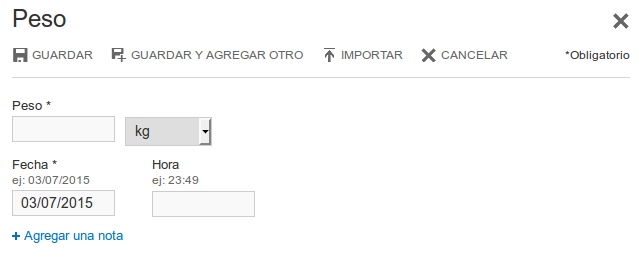 Peso
GUARDAR GUARDAR Y AGREGAR OTRO IMPORTAR CANCELAR *Obligatorio
Peso *
kg
Fecha * Hora
ej: 03/07/2015 ej: 23:49
03/07/2015
+ Agregar una nota